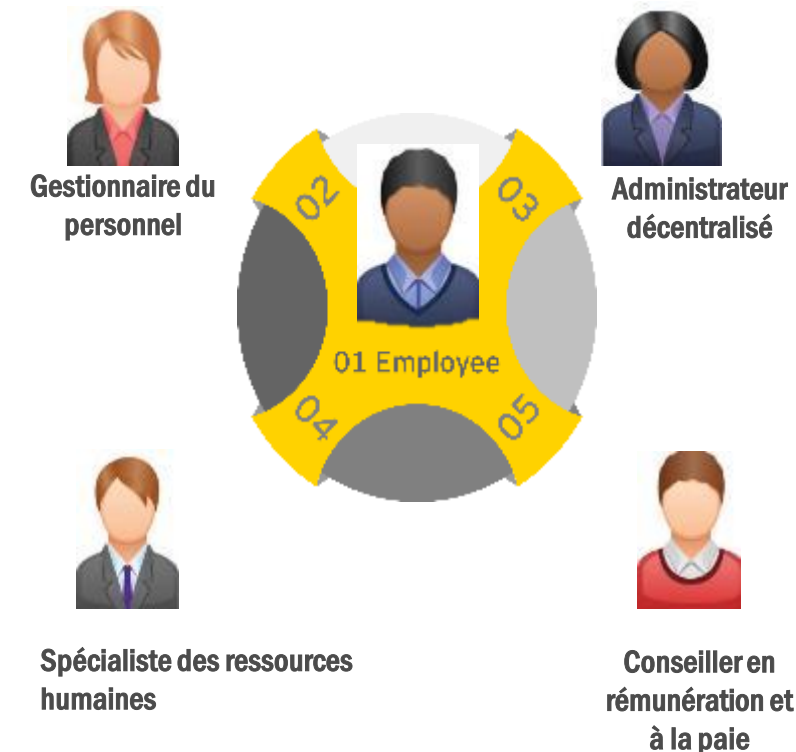 Gestionnaire du
personnel
Administrateur
décentralisé
02
03
01 Employee
04
05
Spécialiste des ressources
humaines
Conseiller en
rémunération et
à la paie